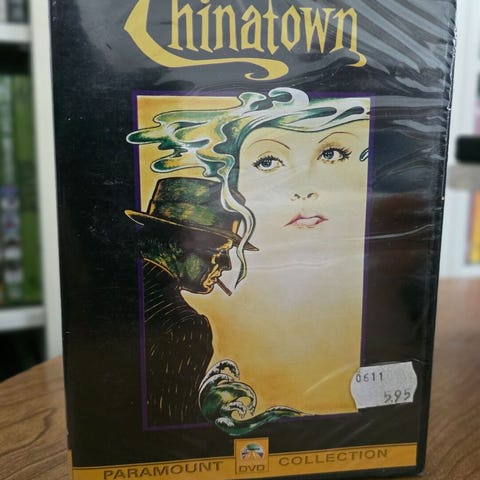 Chinatown
0611
5.95
PARAMOUNT DVD COLLECTION